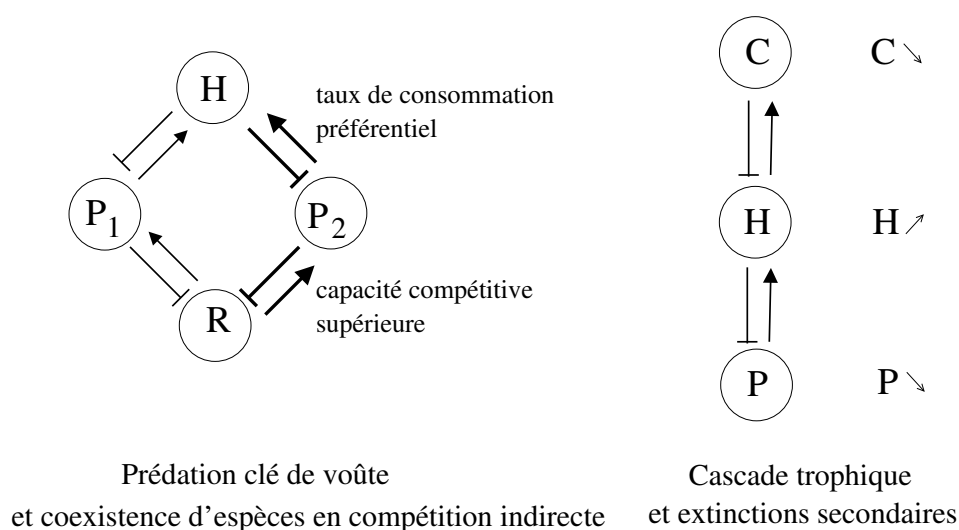 H
taux de consommation
préférentiel
P1
P2
R
capacité compétitive
supérieure
Prédation clé de voûte
et coexistence d'espèces en compétition indirecte
C
C
H
H
P
P
Cascade trophique
et extinctions secondaires